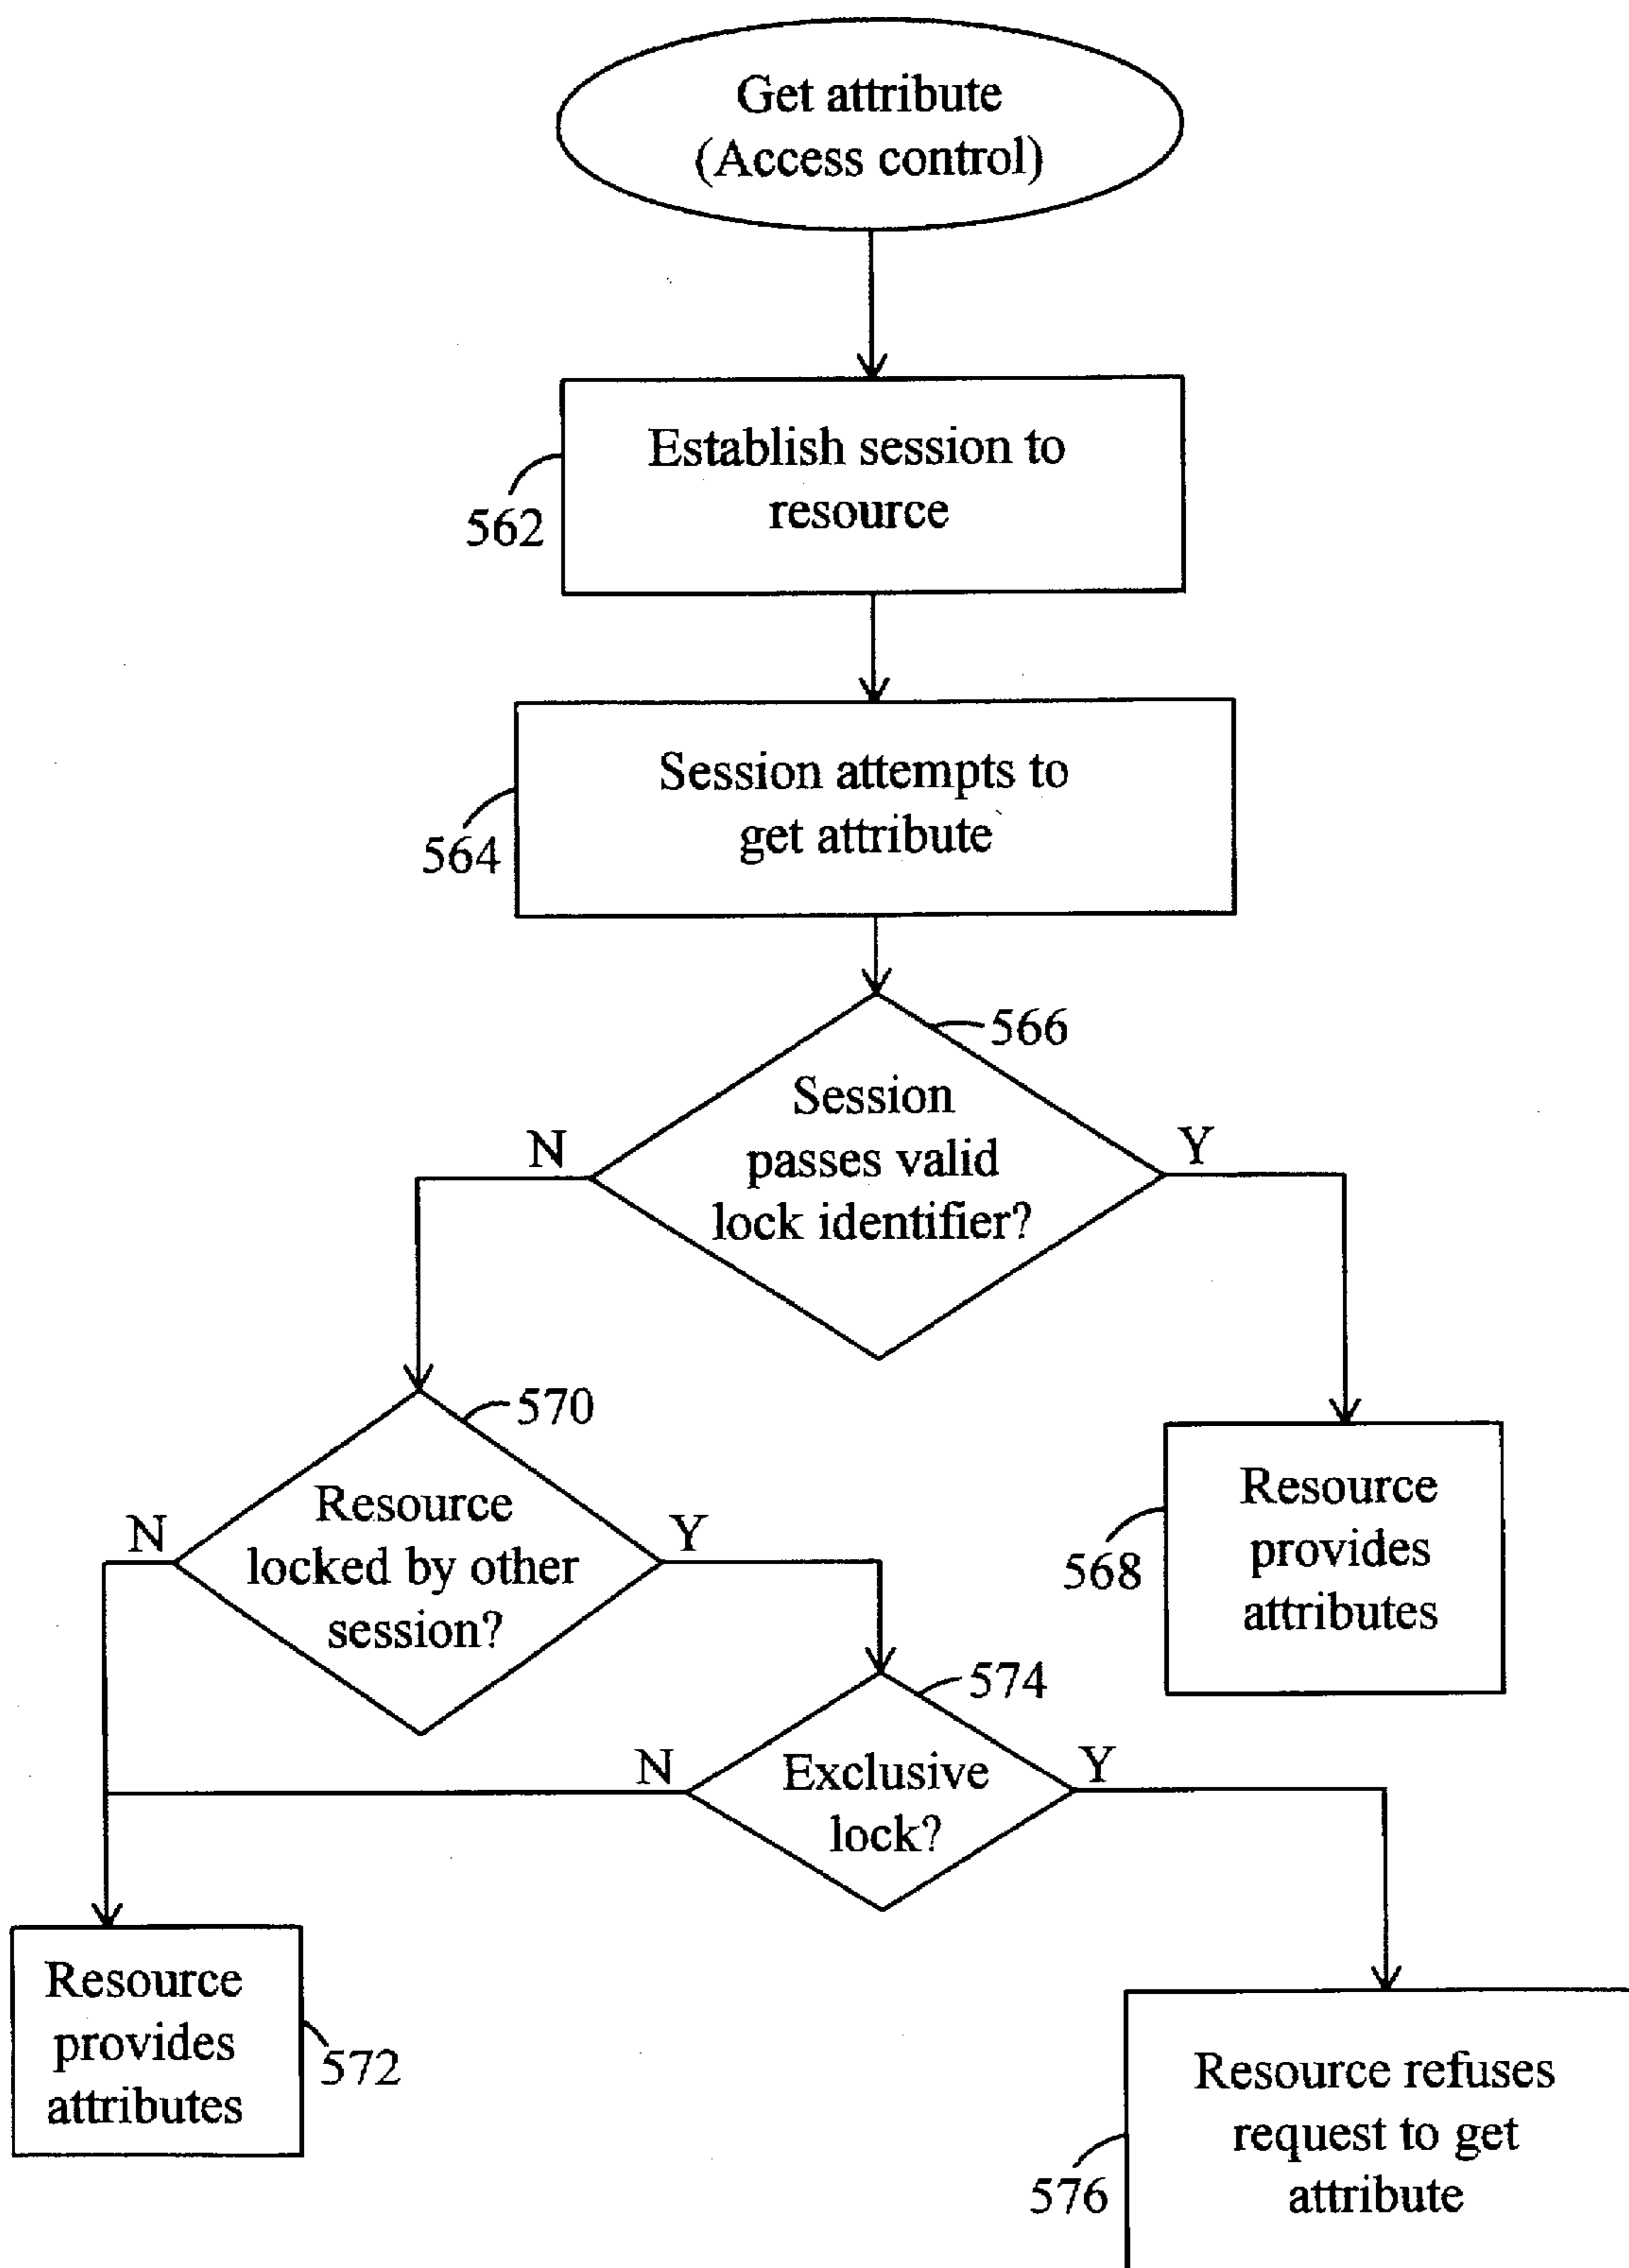 Get attribute
(Access control)
Establish session to
resource
562
Session attempts to
get attribute
564
566
Session
passes valid
lock identifier?
N
Y
570
Resource
locked by other
session?
N
Y
Resource
provides
attributes
568
574
Exclusive
lock?
N
Y
Resource
provides
attributes
572
Resource refuses
request to get
attribute
576